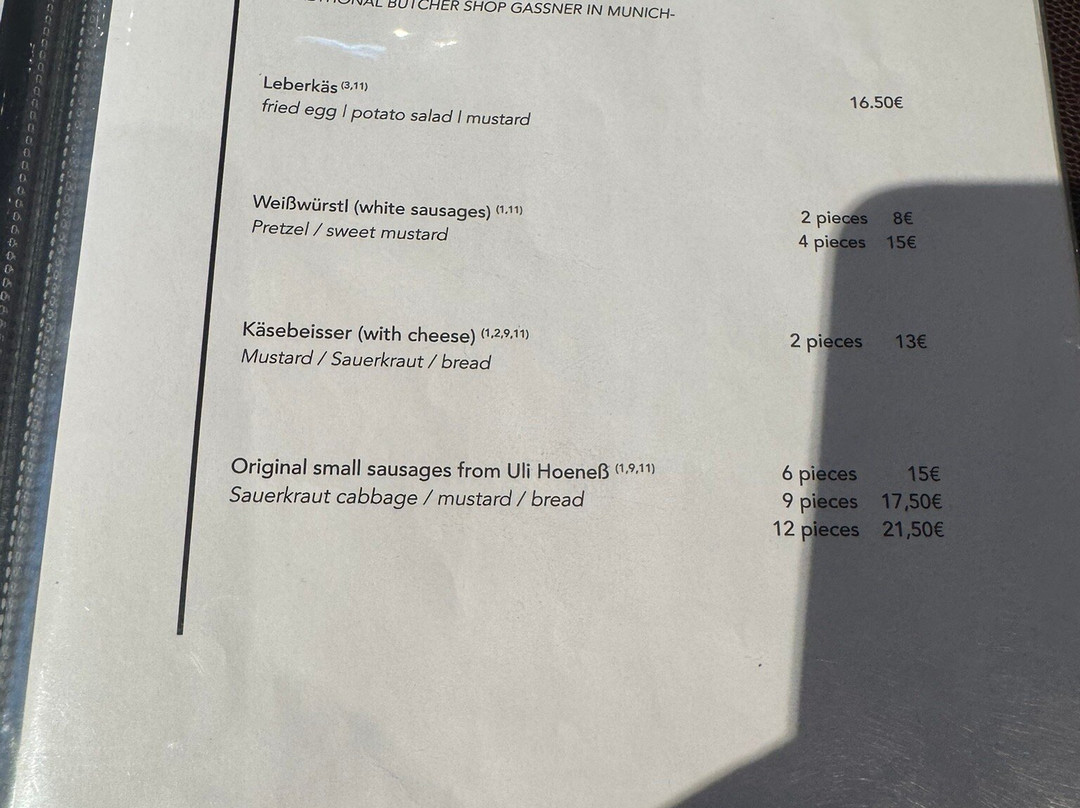 BUTCHER SHOP GASSNER IN MUNICH-
Leberkäs (3,11)
fried egg | potato salad | mustard
16.50€
Weißwürstl (white sausages) (1,11)
Pretzel / sweet mustard
2 pieces 8€
4 pieces 15€
Käsebeisser (with cheese) (1,2,9,11)
Mustard / Sauerkraut / bread
2 pieces 13€
Original small sausages from Uli Hoeneß (1,9,11)
Sauerkraut cabbage / mustard / bread
6 pieces 15€
9 pieces 17,50€
12 pieces 21,50€